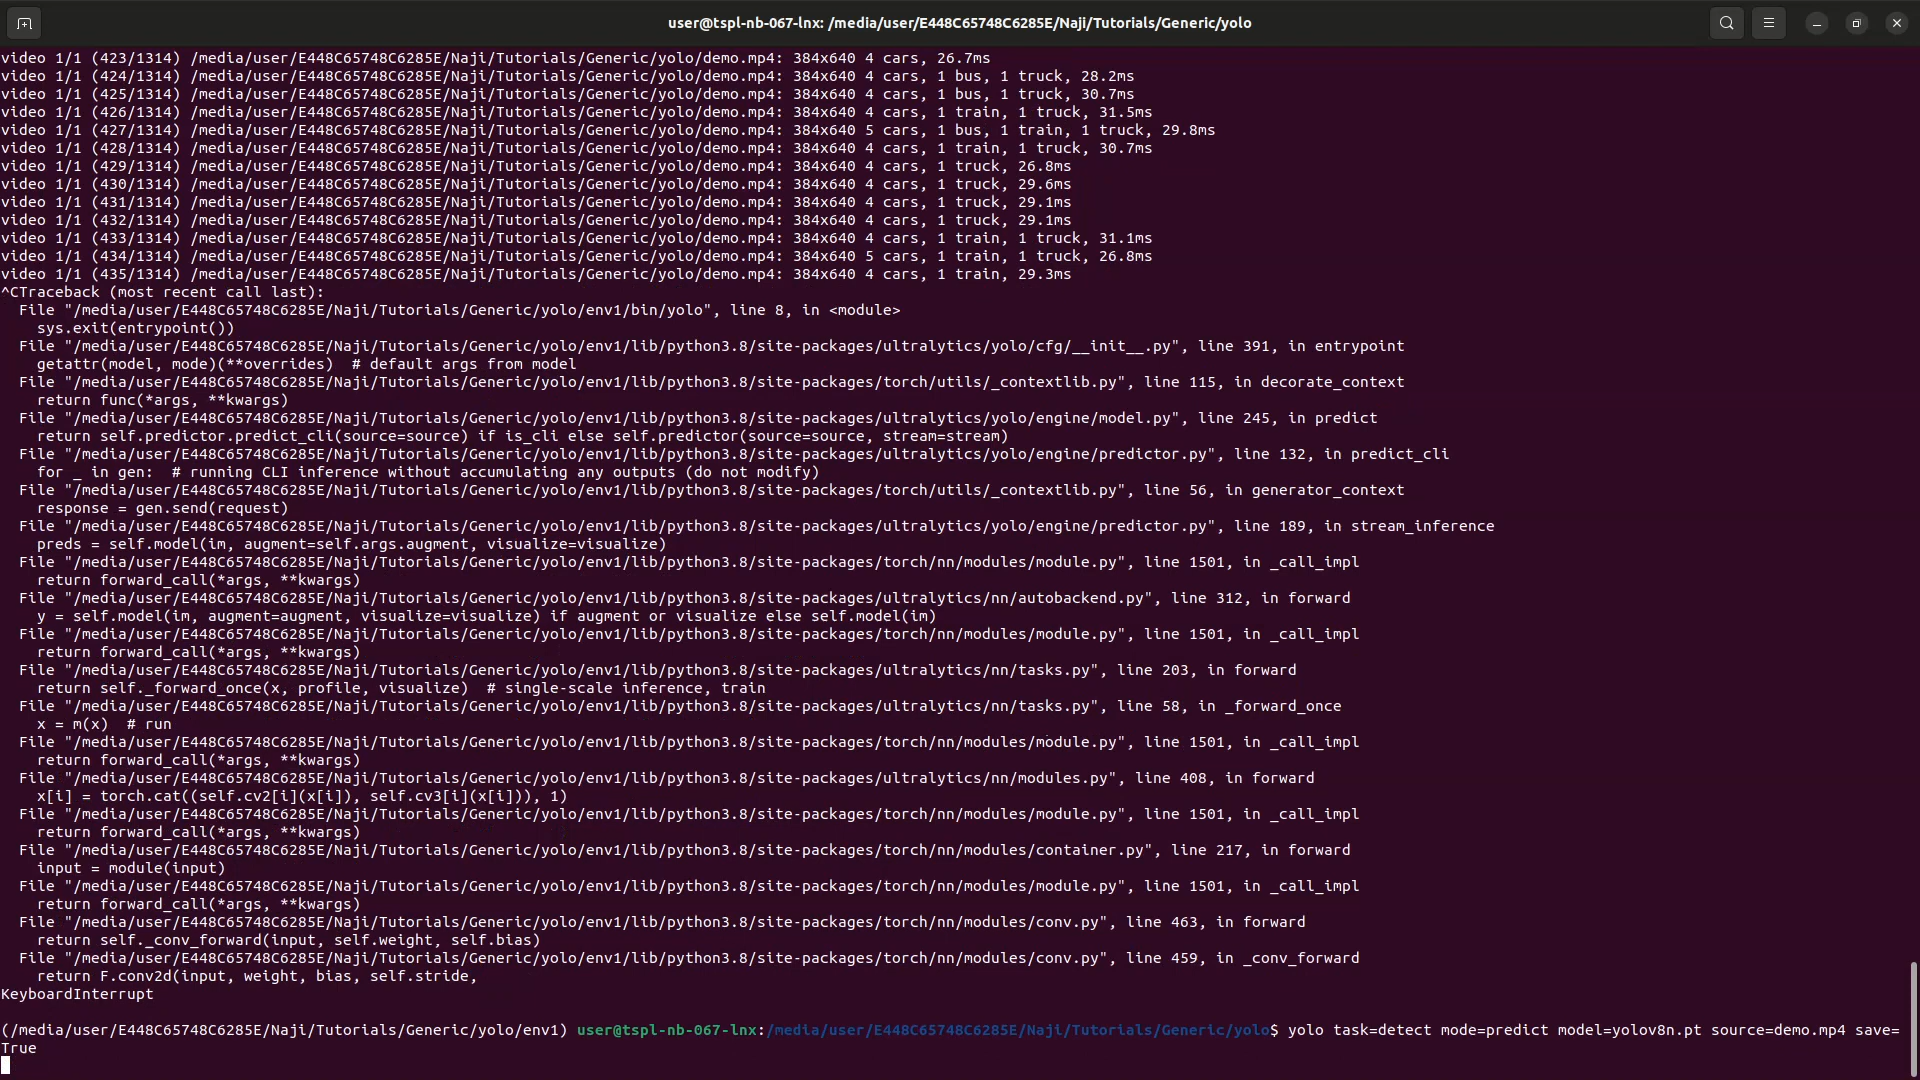 user@tspl-nb-067-lnx: /media/user/E448C65748C6285E/Naji/Tutorials/Generic/yolo
video 1/1 (423/1314) /media/user/E448C65748C6285E/Naji/Tutorials/Generic/yolo/demo.mp4: 384x640 4 cars, 26.7ms
video 1/1 (424/1314) /media/user/E448C65748C6285E/Naji/Tutorials/Generic/yolo/demo.mp4: 384x640 4 cars, 1 bus, 1 truck, 28.2ms
video 1/1 (425/1314) /media/user/E448C65748C6285E/Naji/Tutorials/Generic/yolo/demo.mp4: 384x640 4 cars, 1 bus, 1 truck, 30.7ms
video 1/1 (426/1314) /media/user/E448C65748C6285E/Naji/Tutorials/Generic/yolo/demo.mp4: 384x640 4 cars, 1 train, 1 truck, 31.5ms
video 1/1 (427/1314) /media/user/E448C65748C6285E/Naji/Tutorials/Generic/yolo/demo.mp4: 384x640 5 cars, 1 bus, 1 train, 1 truck, 29.8ms
video 1/1 (428/1314) /media/user/E448C65748C6285E/Naji/Tutorials/Generic/yolo/demo.mp4: 384x640 4 cars, 1 train, 1 truck, 30.7ms
video 1/1 (429/1314) /media/user/E448C65748C6285E/Naji/Tutorials/Generic/yolo/demo.mp4: 384x640 4 cars, 1 truck, 26.8ms
video 1/1 (430/1314) /media/user/E448C65748C6285E/Naji/Tutorials/Generic/yolo/demo.mp4: 384x640 4 cars, 1 truck, 29.6ms
video 1/1 (431/1314) /media/user/E448C65748C6285E/Naji/Tutorials/Generic/yolo/demo.mp4: 384x640 4 cars, 1 truck, 29.1ms
video 1/1 (432/1314) /media/user/E448C65748C6285E/Naji/Tutorials/Generic/yolo/demo.mp4: 384x640 4 cars, 1 truck, 29.1ms
video 1/1 (433/1314) /media/user/E448C65748C6285E/Naji/Tutorials/Generic/yolo/demo.mp4: 384x640 4 cars, 1 train, 1 truck, 31.1ms
video 1/1 (434/1314) /media/user/E448C65748C6285E/Naji/Tutorials/Generic/yolo/demo.mp4: 384x640 5 cars, 1 train, 1 truck, 26.8ms
video 1/1 (435/1314) /media/user/E448C65748C6285E/Naji/Tutorials/Generic/yolo/demo.mp4: 384x640 4 cars, 1 train, 29.3ms
^CTraceback (most recent call last):
  File "/media/user/E448C65748C6285E/Naji/Tutorials/Generic/yolo/env1/bin/yolo", line 8, in <module>
    sys.exit(entrypoint())
  File "/media/user/E448C65748C6285E/Naji/Tutorials/Generic/yolo/env1/lib/python3.8/site-packages/ultralytics/yolo/cfg/__init__.py", line 391, in entrypoint
    getattr(model, mode)(**overrides)  # default args from model
  File "/media/user/E448C65748C6285E/Naji/Tutorials/Generic/yolo/env1/lib/python3.8/site-packages/torch/utils/_contextlib.py", line 115, in decorate_context
    return func(*args, **kwargs)
  File "/media/user/E448C65748C6285E/Naji/Tutorials/Generic/yolo/env1/lib/python3.8/site-packages/ultralytics/yolo/engine/model.py", line 245, in predict
    return self.predictor.predict_cli(source=source) if is_cli else self.predictor(source=source, stream=stream)
  File "/media/user/E448C65748C6285E/Naji/Tutorials/Generic/yolo/env1/lib/python3.8/site-packages/ultralytics/yolo/engine/predictor.py", line 132, in predict_cli
    for _ in gen:  # running CLI inference without accumulating any outputs (do not modify)
  File "/media/user/E448C65748C6285E/Naji/Tutorials/Generic/yolo/env1/lib/python3.8/site-packages/torch/utils/_contextlib.py", line 56, in generator_context
    response = gen.send(request)
  File "/media/user/E448C65748C6285E/Naji/Tutorials/Generic/yolo/env1/lib/python3.8/site-packages/ultralytics/yolo/engine/predictor.py", line 189, in stream_inference
    preds = self.model(im, augment=self.args.augment, visualize=visualize)
  File "/media/user/E448C65748C6285E/Naji/Tutorials/Generic/yolo/env1/lib/python3.8/site-packages/torch/nn/modules/module.py", line 1501, in _call_impl
    return forward_call(*args, **kwargs)
  File "/media/user/E448C65748C6285E/Naji/Tutorials/Generic/yolo/env1/lib/python3.8/site-packages/ultralytics/nn/autobackend.py", line 312, in forward
    y = self.model(im, augment=augment, visualize=visualize) if augment or visualize else self.model(im)
  File "/media/user/E448C65748C6285E/Naji/Tutorials/Generic/yolo/env1/lib/python3.8/site-packages/torch/nn/modules/module.py", line 1501, in _call_impl
    return forward_call(*args, **kwargs)
  File "/media/user/E448C65748C6285E/Naji/Tutorials/Generic/yolo/env1/lib/python3.8/site-packages/ultralytics/nn/tasks.py", line 203, in forward
    return self._forward_once(x, profile, visualize)  # single-scale inference, train
  File "/media/user/E448C65748C6285E/Naji/Tutorials/Generic/yolo/env1/lib/python3.8/site-packages/ultralytics/nn/tasks.py", line 58, in _forward_once
    x = m(x)  # run
  File "/media/user/E448C65748C6285E/Naji/Tutorials/Generic/yolo/env1/lib/python3.8/site-packages/torch/nn/modules/module.py", line 1501, in _call_impl
    return forward_call(*args, **kwargs)
  File "/media/user/E448C65748C6285E/Naji/Tutorials/Generic/yolo/env1/lib/python3.8/site-packages/ultralytics/nn/modules.py", line 408, in forward
    x[i] = torch.cat((self.cv2[i](x[i]), self.cv3[i](x[i])), 1)
  File "/media/user/E448C65748C6285E/Naji/Tutorials/Generic/yolo/env1/lib/python3.8/site-packages/torch/nn/modules/module.py", line 1501, in _call_impl
    return forward_call(*args, **kwargs)
  File "/media/user/E448C65748C6285E/Naji/Tutorials/Generic/yolo/env1/lib/python3.8/site-packages/torch/nn/modules/container.py", line 217, in forward
    input = module(input)
  File "/media/user/E448C65748C6285E/Naji/Tutorials/Generic/yolo/env1/lib/python3.8/site-packages/torch/nn/modules/module.py", line 1501, in _call_impl
    return forward_call(*args, **kwargs)
  File "/media/user/E448C65748C6285E/Naji/Tutorials/Generic/yolo/env1/lib/python3.8/site-packages/torch/nn/modules/conv.py", line 463, in forward
    return self._conv_forward(input, self.weight, self.bias)
  File "/media/user/E448C65748C6285E/Naji/Tutorials/Generic/yolo/env1/lib/python3.8/site-packages/torch/nn/modules/conv.py", line 459, in _conv_forward
    return F.conv2d(input, weight, bias, self.stride,
KeyboardInterrupt
(/media/user/E448C65748C6285E/Naji/Tutorials/Generic/yolo/env1) user@tspl-nb-067-lnx:/media/user/E448C65748C6285E/Naji/Tutorials/Generic/yolo$ yolo task=detect mode=predict model=yolov8n.pt source=demo.mp4 save=
True